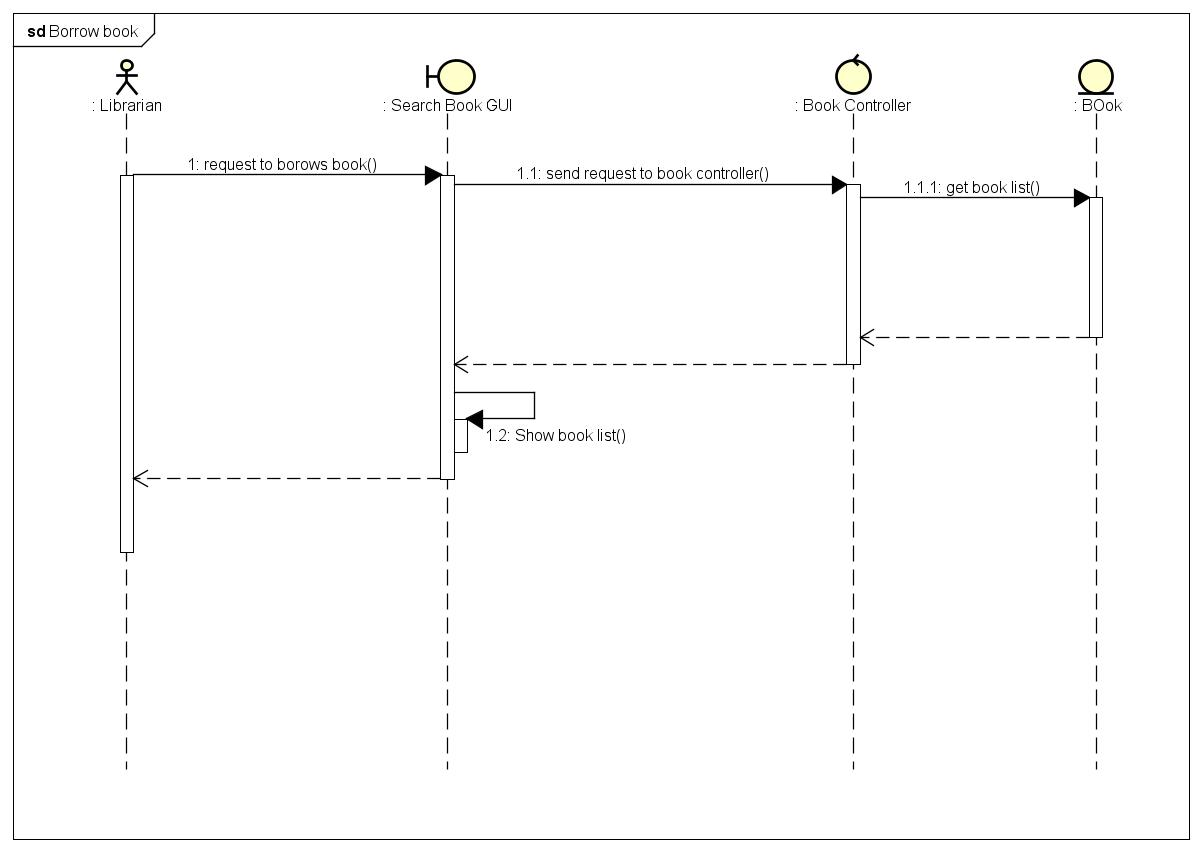 sd Borrow book
: Librarian
: Search Book GUI
: Book Controller
: BOok
1: request to borows book()
1.1: send request to book controller()
1.1.1: get book list()
1.2: Show book list()